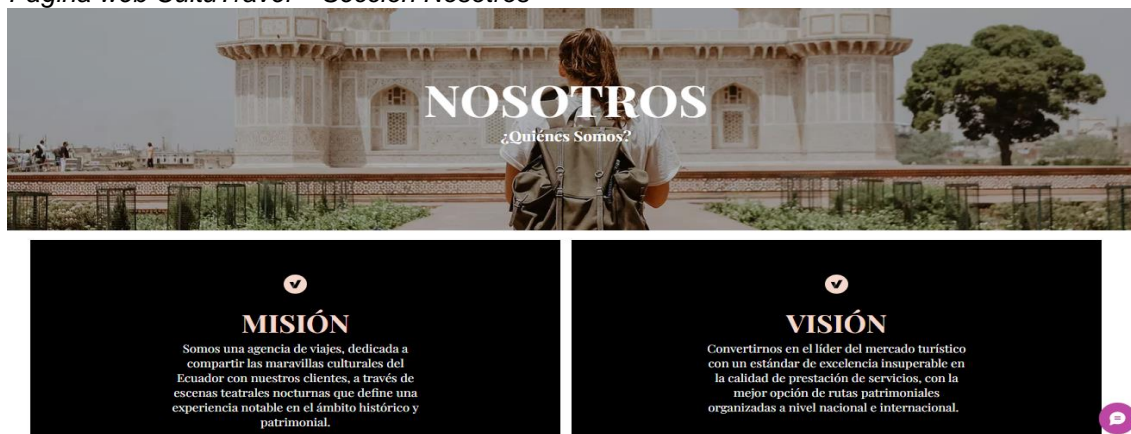 Página web CultuTravel – Sección Nosotros
NOSOTROS
¿Quiénes Somos?
MISIÓN
Somos una agencia de viajes, dedicada a
compartir las maravillas culturales del
Ecuador con nuestros clientes, a través de
escenas teatrales nocturnas que define una
experiencia notable en el ámbito histórico y
patrimonial.
VISIÓN
Convertirnos en el líder del mercado turístico
con un estándar de excelencia insuperable en
la calidad de prestación de servicios, con la
mejor opción de rutas patrimoniales
organizadas a nivel nacional e internacional.